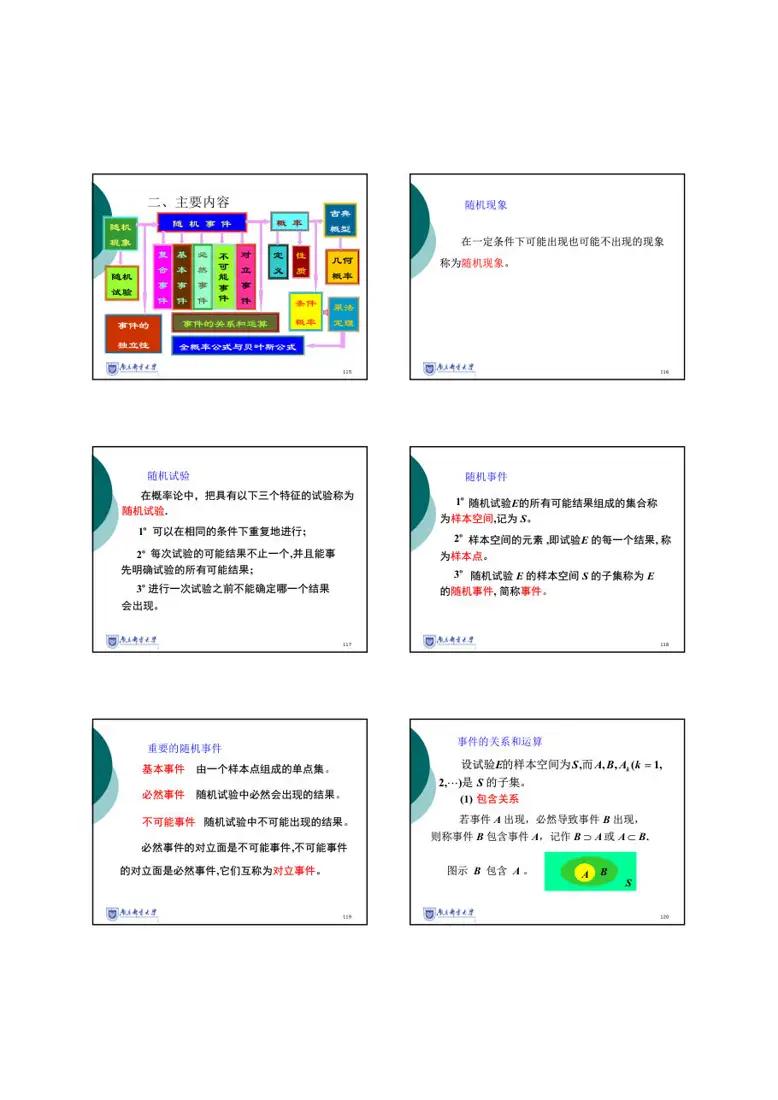 二、主要内容
随机
现象
随机
试验
随 机 事 件
复合事件
基本事件
必然事件
不可能事件
对立事件
概 率
定义
性质
古典
概型
几何
概率
条件
概率
乘法
定理
事件的
独立性
事件的关系和运算
全概率公式与贝叶斯公式
115
随机现象
在一定条件下可能出现也可能不出现的现象
称为随机现象。
116
随机试验
在概率论中，把具有以下三个特征的试验称为
随机试验.
1° 可以在相同的条件下重复地进行；
2° 每次试验的可能结果不止一个,并且能事
先明确试验的所有可能结果；
3° 进行一次试验之前不能确定哪一个结果
会出现。
117
随机事件
1° 随机试验E的所有可能结果组成的集合称
为样本空间,记为 S。
2° 样本空间的元素 ,即试验E 的每一个结果, 称
为样本点。
3° 随机试验 E 的样本空间 S 的子集称为 E
的随机事件, 简称事件。
118
重要的随机事件
基本事件 由一个样本点组成的单点集。
必然事件 随机试验中必然会出现的结果。
不可能事件 随机试验中不可能出现的结果。
必然事件的对立面是不可能事件,不可能事件
的对立面是必然事件,它们互称为对立事件。
119
事件的关系和运算
设试验E的样本空间为S,而 A, B, Aₖ (k = 1,
2,⋯)是 S 的子集。
(1) 包含关系
若事件 A 出现，必然导致事件 B 出现，
则称事件 B 包含事件 A，记作 B ⊃ A 或 A ⊂ B.
图示 B 包含 A 。
A B
S
120